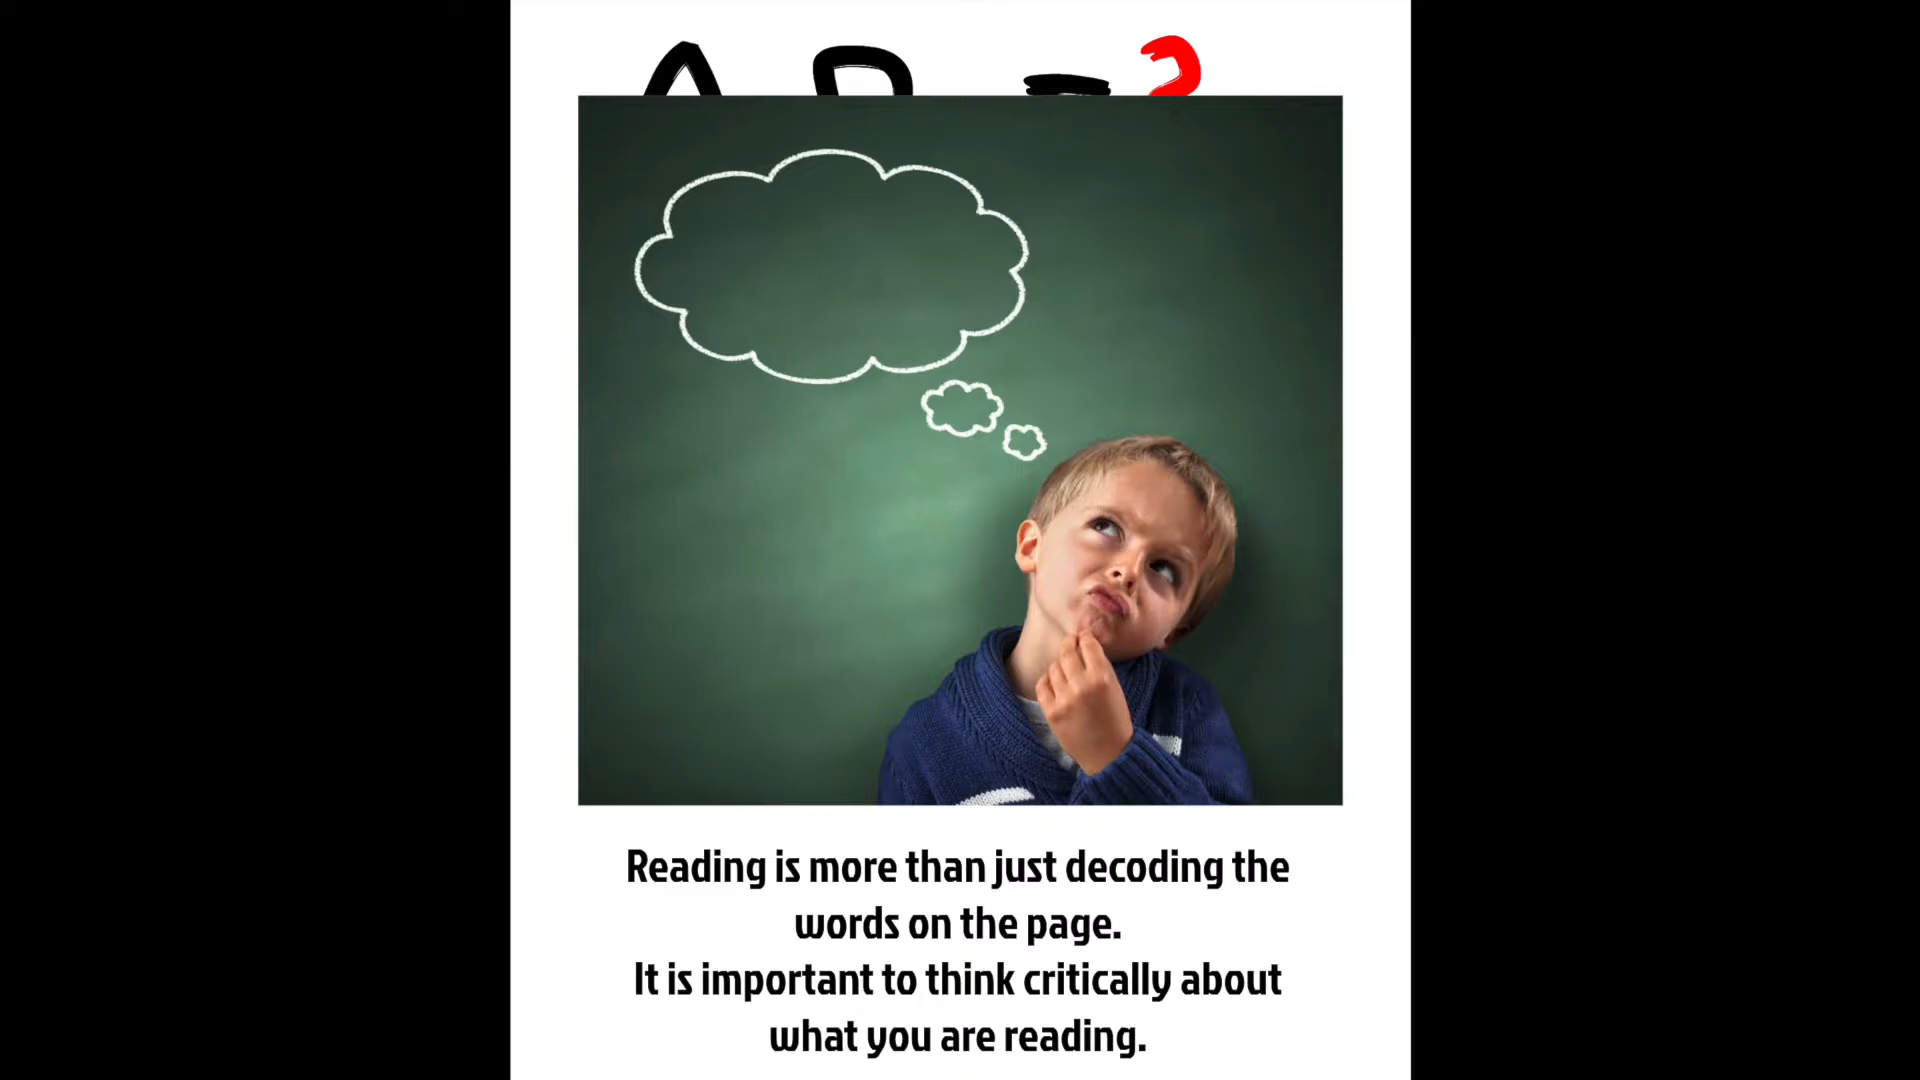 Reading is more than just decoding the
words on the page.
It is important to think critically about
what you are reading.